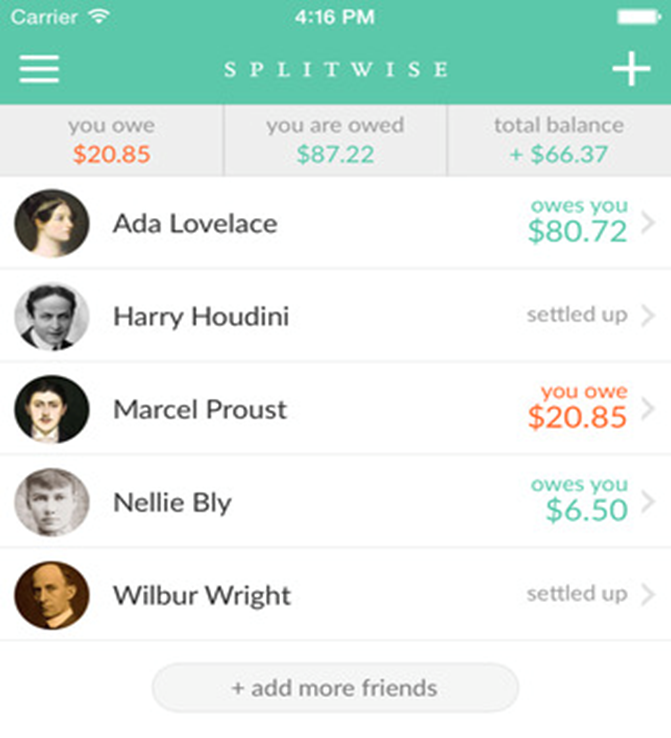 Carrier 4:16 PM
SPLITWISE
you owe you are owed total balance
$20.85 $87.22 + $66.37
Ada Lovelace owes you
$80.72
Harry Houdini settled up
Marcel Proust you owe
$20.85
Nellie Bly owes you
$6.50
Wilbur Wright settled up
+ add more friends